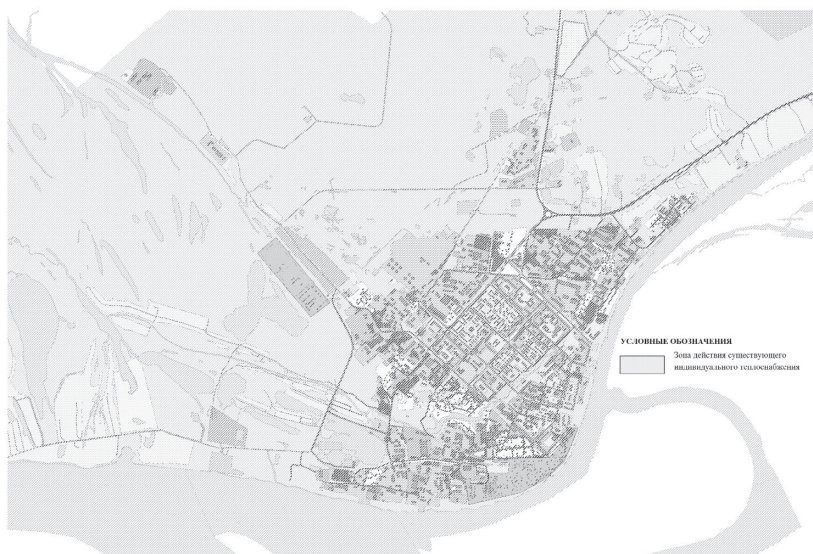 УСЛОВНЫЕ ОБОЗНАЧЕНИЯ
Зона действия существующего
индивидуального теплоснабжения